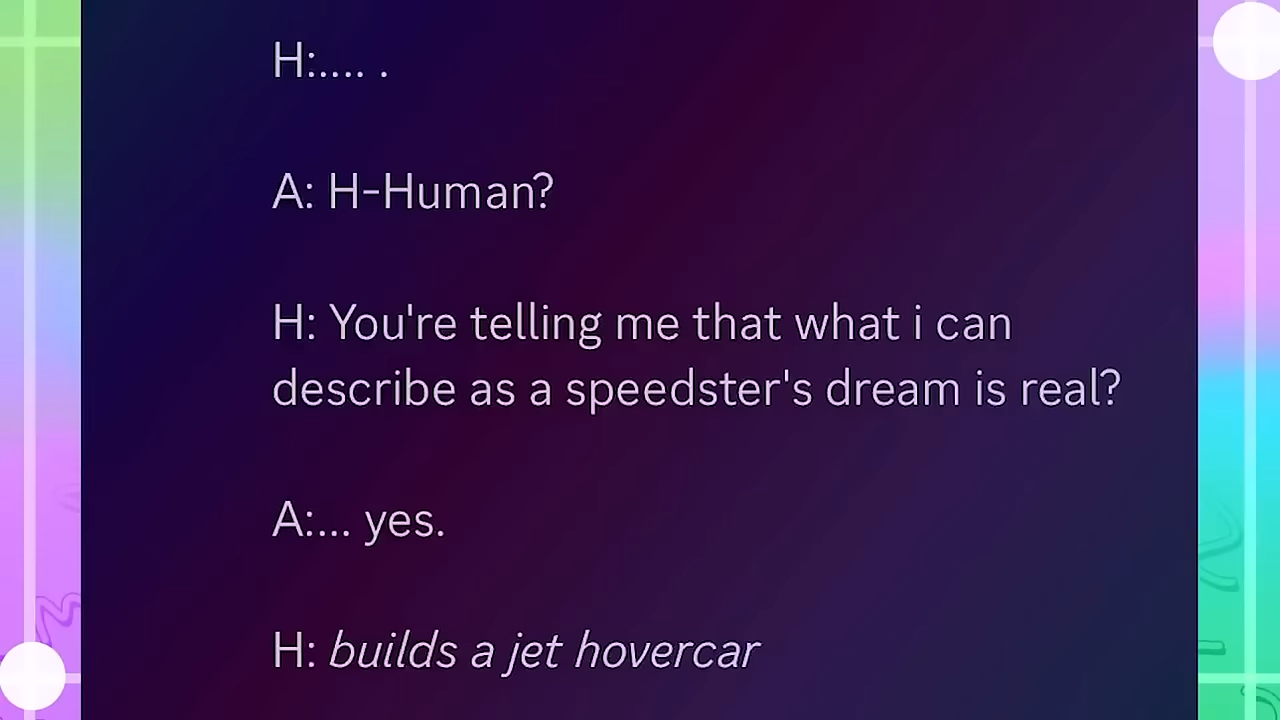 H:.... .
A: H-Human?
H: You're telling me that what i can
describe as a speedster's dream is real?
A:... yes.
H: builds a jet hovercar